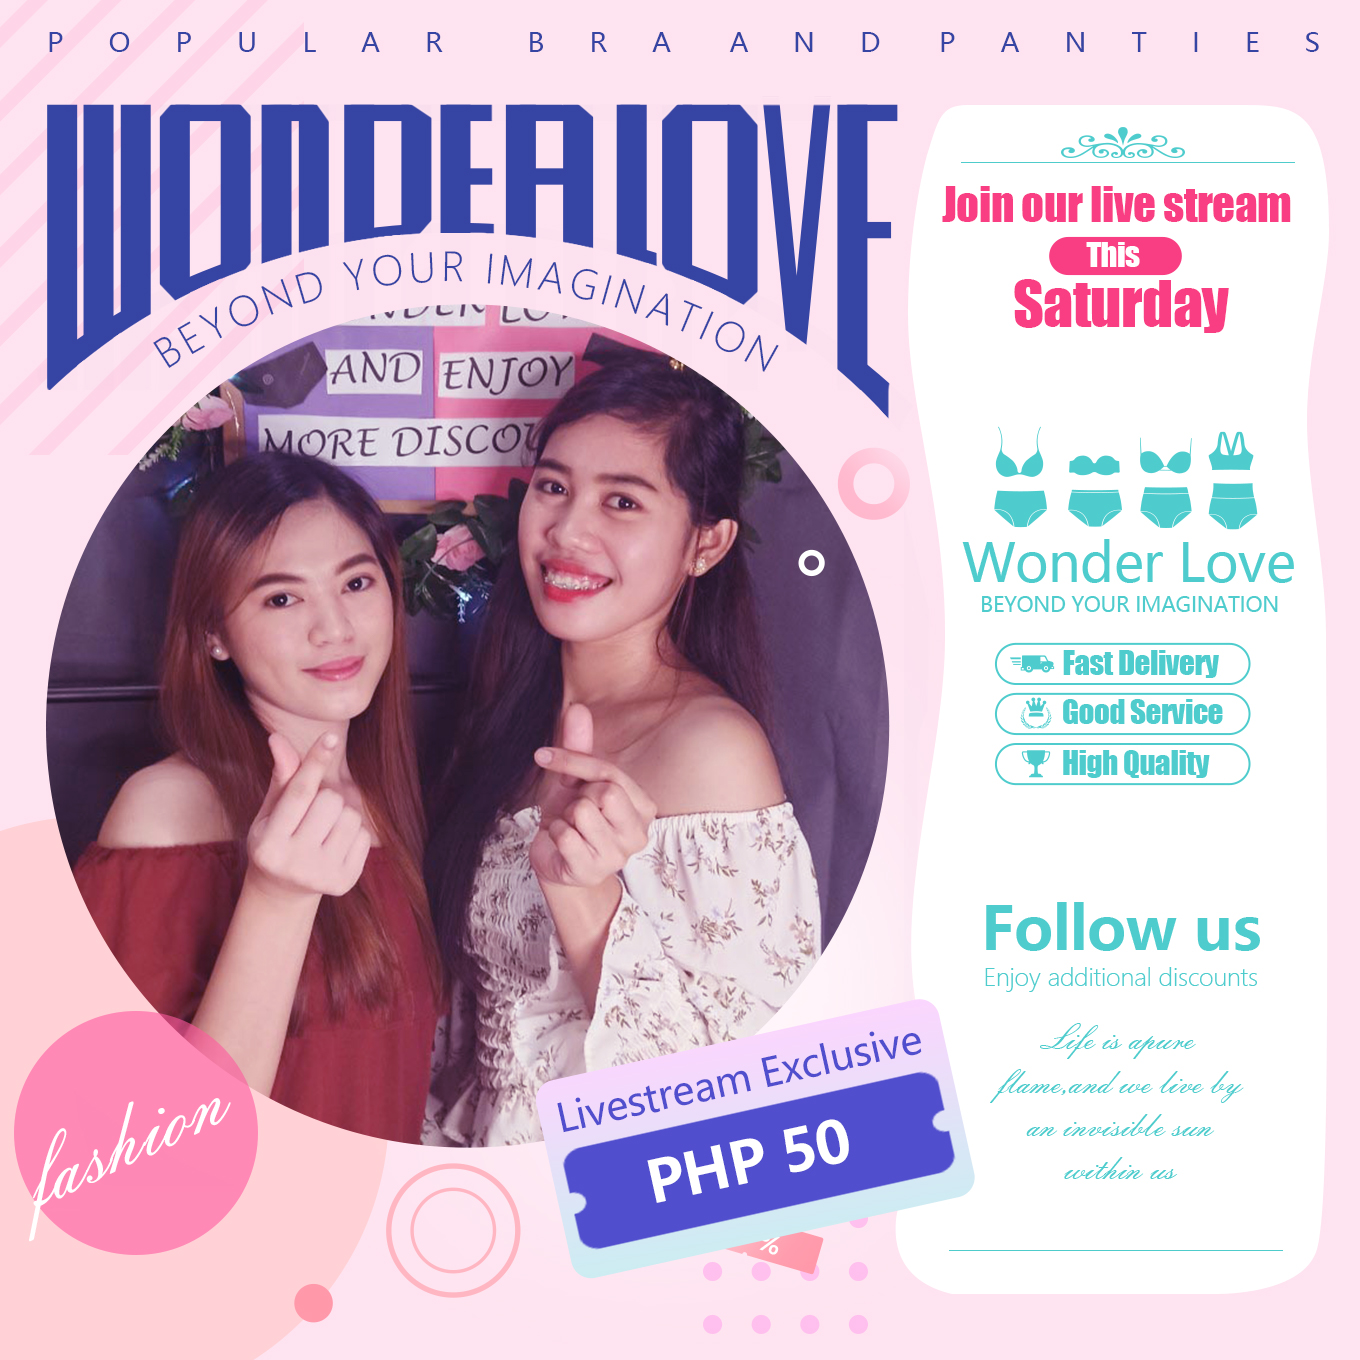 POPULAR BRA AND PANTIES
WONDER LOVE
BEYOND YOUR IMAGINATION
AND ENJOY
MORE
Join our live stream
This
Saturday
Wonder Love
BEYOND YOUR IMAGINATION
Fast Delivery
Good Service
High Quality
Follow us
Enjoy additional discounts
Life is apure
flame,and we live by
an invisible sun
within us
Livestream Exclusive
PHP 50
%
fashion